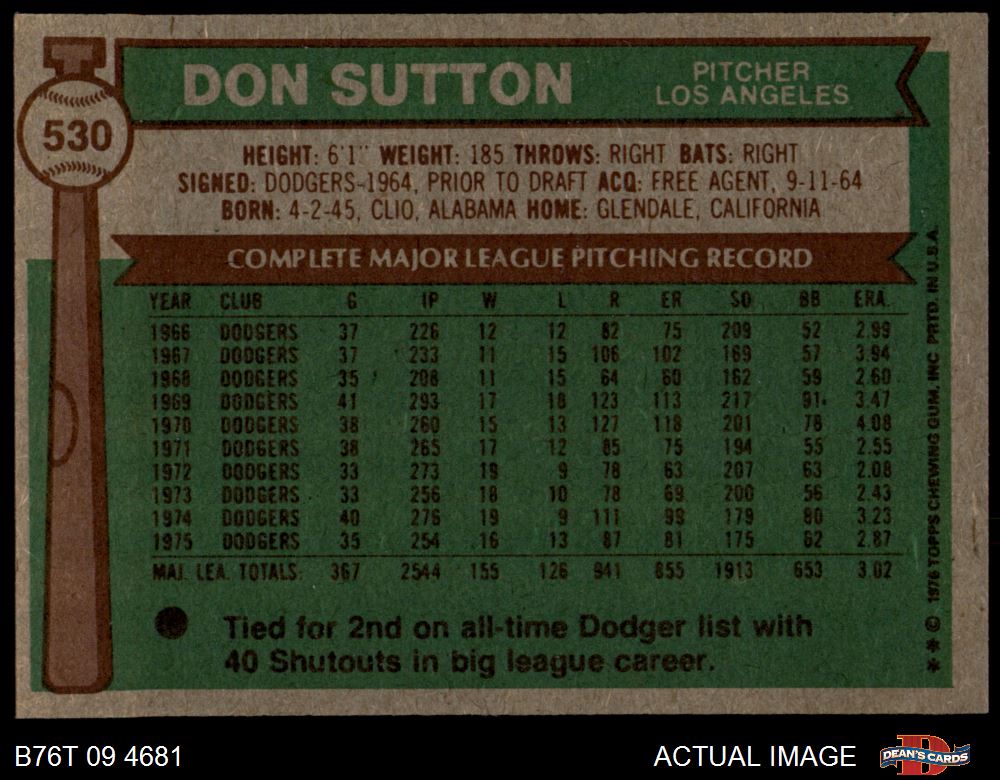 530
DON SUTTON
PITCHER
LOS ANGELES
HEIGHT: 6'1" WEIGHT: 185 THROWS: RIGHT BATS: RIGHT
SIGNED: DODGERS-1964, PRIOR TO DRAFT ACQ: FREE AGENT, 9-11-64
BORN: 4-2-45, CLIO, ALABAMA HOME: GLENDALE, CALIFORNIA
COMPLETE MAJOR LEAGUE PITCHING RECORD
YEAR CLUB G IP W L R ER SO BB ERA.
1966 DODGERS 37 226 12 12 82 75 209 52 2.99
1967 DODGERS 37 233 11 15 106 102 169 57 3.94
1968 DODGERS 35 208 11 15 64 60 162 59 2.60
1969 DODGERS 41 293 17 18 123 113 217 91 3.47
1970 DODGERS 38 260 15 13 127 118 201 78 4.08
1971 DODGERS 38 265 17 12 85 75 194 55 2.55
1972 DODGERS 33 273 19 9 78 63 207 63 2.08
1973 DODGERS 33 256 18 10 78 69 200 56 2.43
1974 DODGERS 40 276 19 9 111 99 179 80 3.23
1975 DODGERS 35 254 16 13 87 81 175 62 2.87
MAJ. LEA. TOTALS: 367 2544 155 126 941 855 1913 653 3.02
Tied for 2nd on all-time Dodger list with
40 Shutouts in big league career.
** © 1976 TOPPS CHEWING GUM, INC. PRTD. IN U.S.A.
B76T 09 4681
ACTUAL IMAGE
DEAN'S CARDS